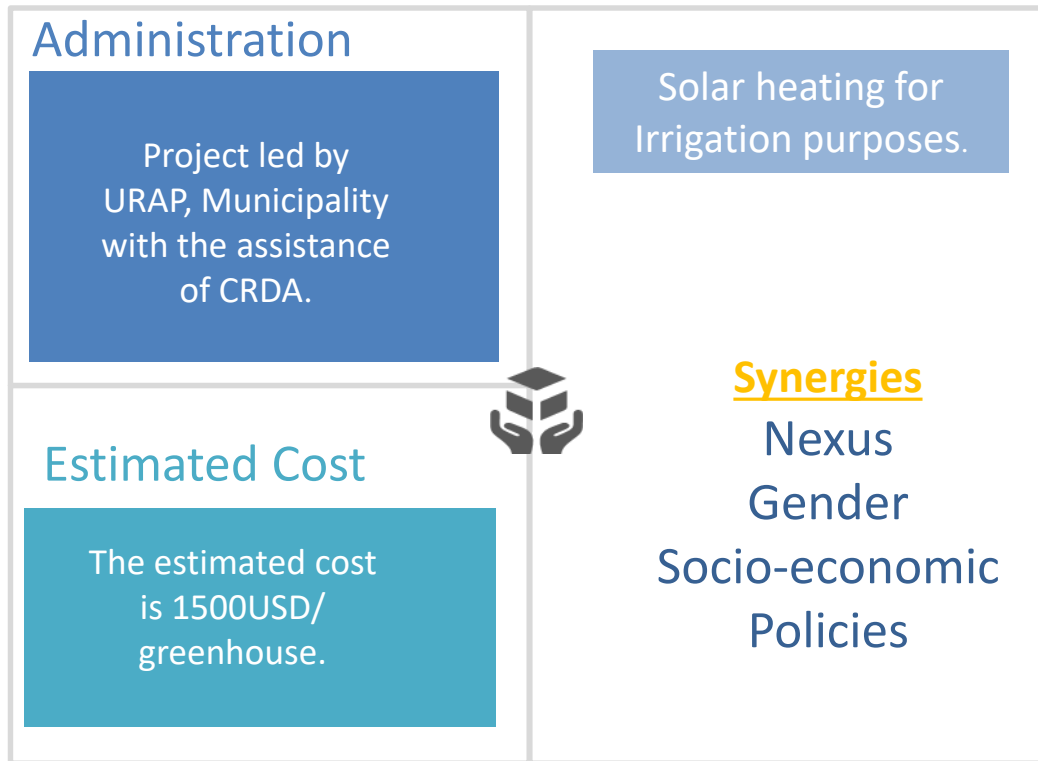 Administration
Project led by
URAP, Municipality
with the assistance
of CRDA.
Estimated Cost
The estimated cost
is 1500USD/
greenhouse.
Solar heating for
Irrigation purposes.
Synergies
Nexus
Gender
Socio-economic
Policies